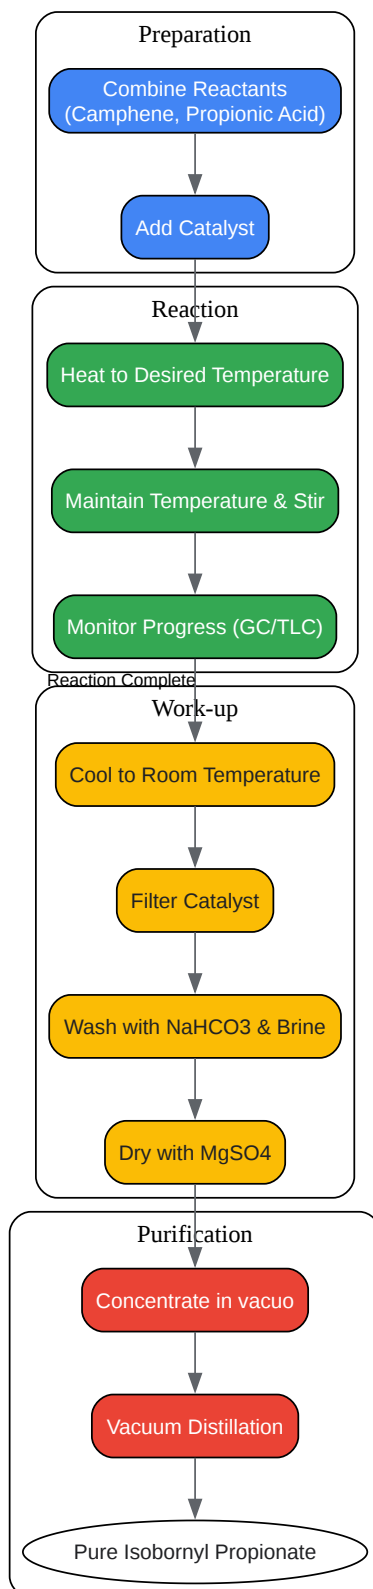 Preparation
Combine Reactants
(Camphene, Propionic Acid)
Add Catalyst
Reaction
Heat to Desired Temperature
Maintain Temperature & Stir
Monitor Progress (GC/TLC)
Reaction Complete
Work-up
Cool to Room Temperature
Filter Catalyst
Wash with NaHCO3 & Brine
Dry with MgSO4
Purification
Concentrate in vacuo
Vacuum Distillation
Pure Isobornyl Propionate